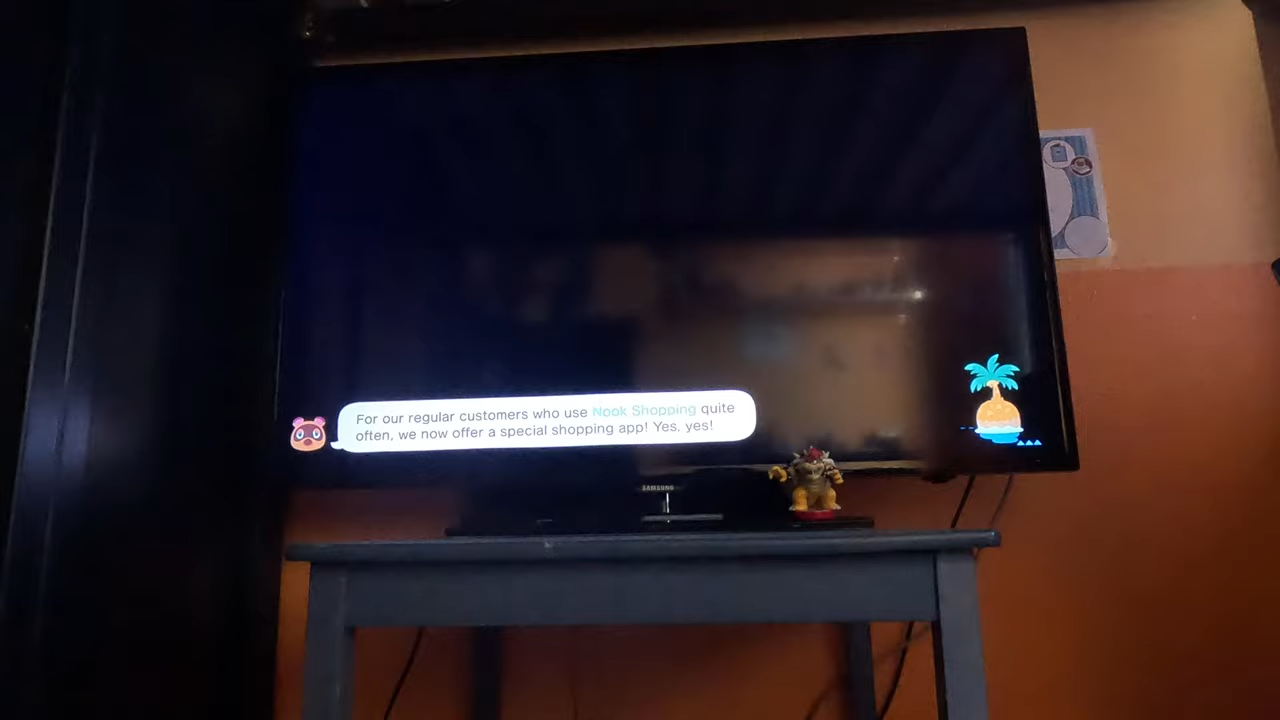 For our regular customers who use Nook Shopping quite
often, we now offer a special shopping app! Yes, yes!
SAMSUNG